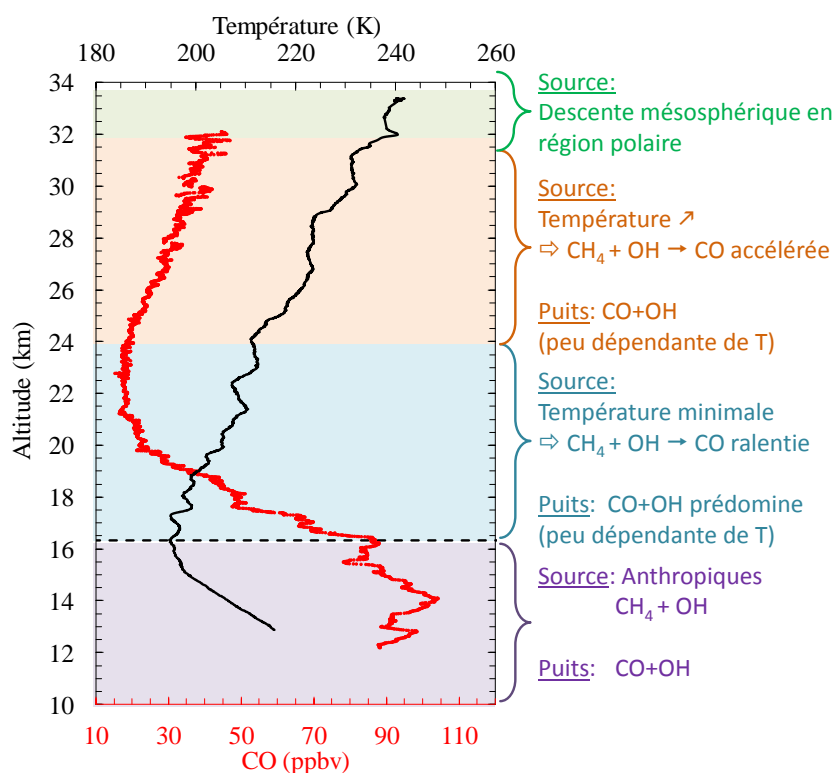 Température (K)
180 200 220 240 260
34
32
30
28
26
24
22
20
18
16
14
12
10
Altitude (km)
10 30 50 70 90 110
CO (ppbv)
Source:
Descente mésosphérique en
région polaire
Source:
Température ↗
⇨ CH₄ + OH → CO accélérée
Puits: CO+OH
(peu dépendante de T)
Source:
Température minimale
⇨ CH₄ + OH → CO ralentie
Puits: CO+OH prédomine
(peu dépendante de T)
Source: Anthropiques
CH₄ + OH
Puits: CO+OH